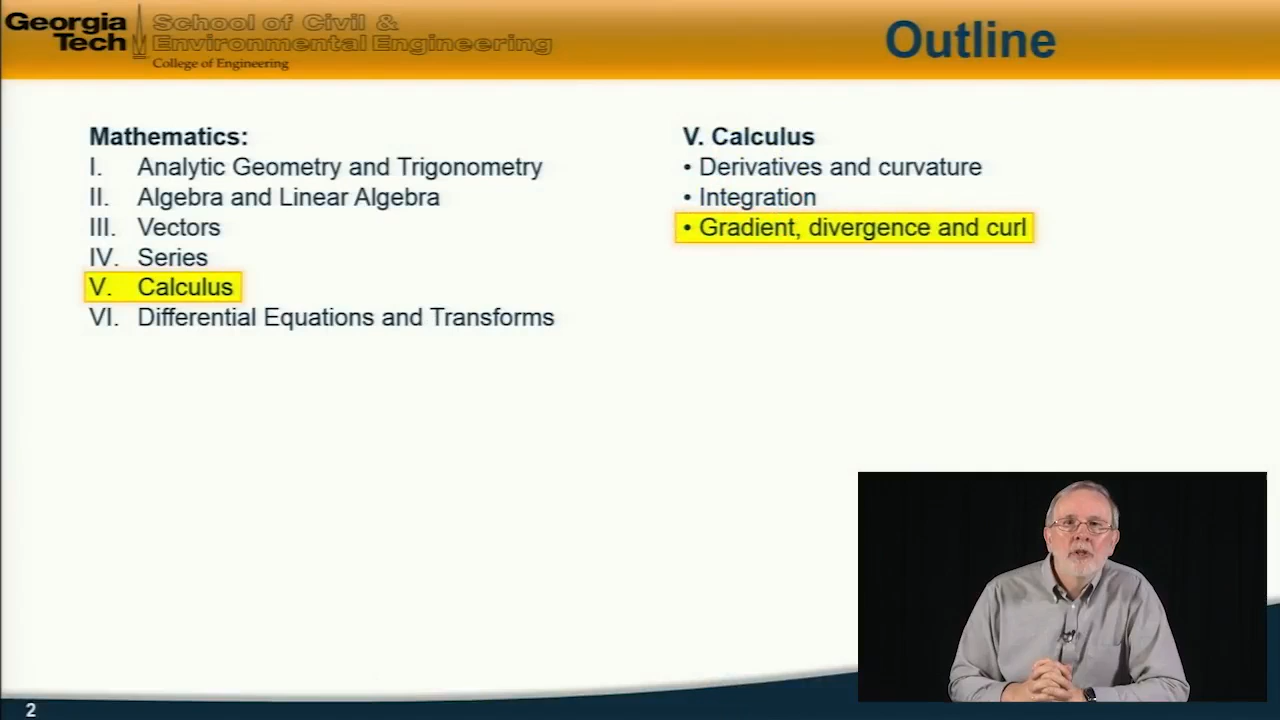 Georgia Tech
School of Civil &
Environmental Engineering
College of Engineering
Outline
Mathematics:
I. Analytic Geometry and Trigonometry
II. Algebra and Linear Algebra
III. Vectors
IV. Series
V. Calculus
VI. Differential Equations and Transforms
V. Calculus
• Derivatives and curvature
• Integration
• Gradient, divergence and curl
2